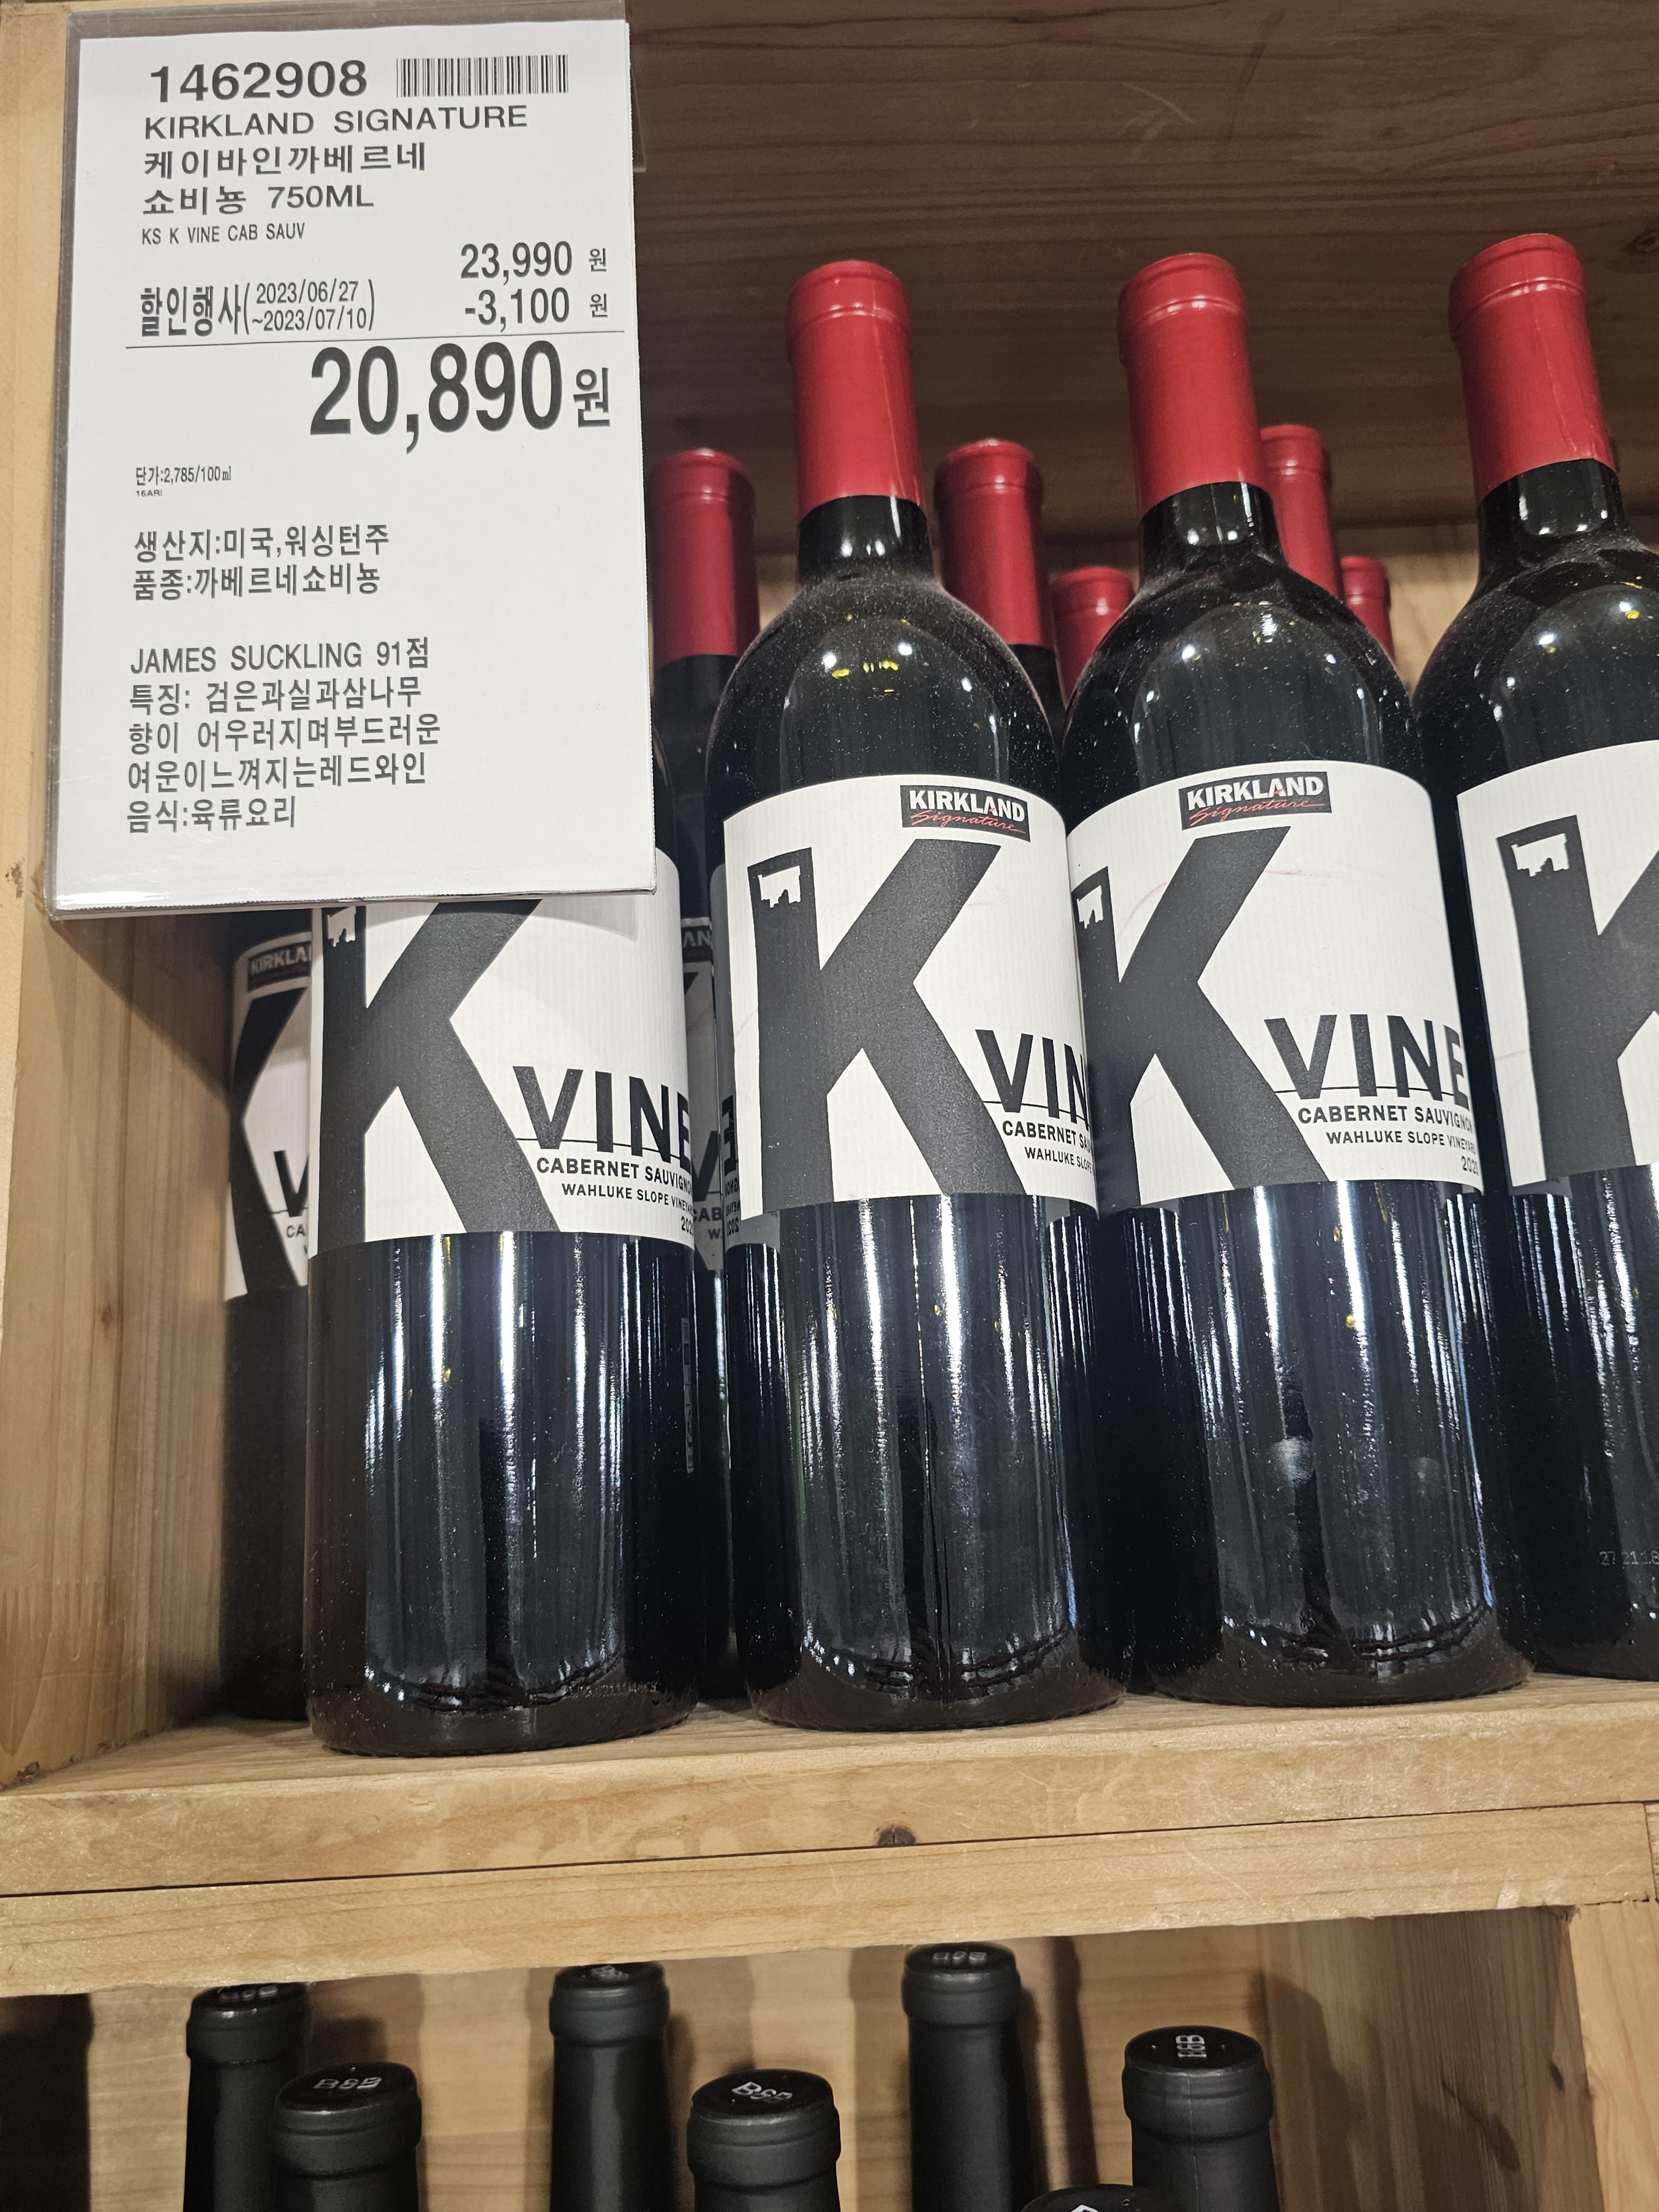 1462908
KIRKLAND SIGNATURE
케이바인까베르네
쇼비뇽 750ML
KS K VINE CAB SAUV
23,990 원
할인행사(2023/06/27
~2023/07/10)
-3,100 원
20,890원
단가:2,785/100㎖
16ARI
생산지:미국,워싱턴주
품종:까베르네쇼비뇽
JAMES SUCKLING 91점
특징: 검은과실과삼나무
향이 어우러지며부드러운
여운이느껴지는레드와인
음식:육류요리
K
VINE
CABERNET SAUVIGNON
WAHLUKE SLOPE
KIRKLAND
Signature
K
VIN
CABERNET
WAHLUKE SLOPE
KIRKLAND
Signature
K
VINE
CABERNET SAUVIGNON
WAHLUKE SLOPE VINEYARD
K
B&B
B&B